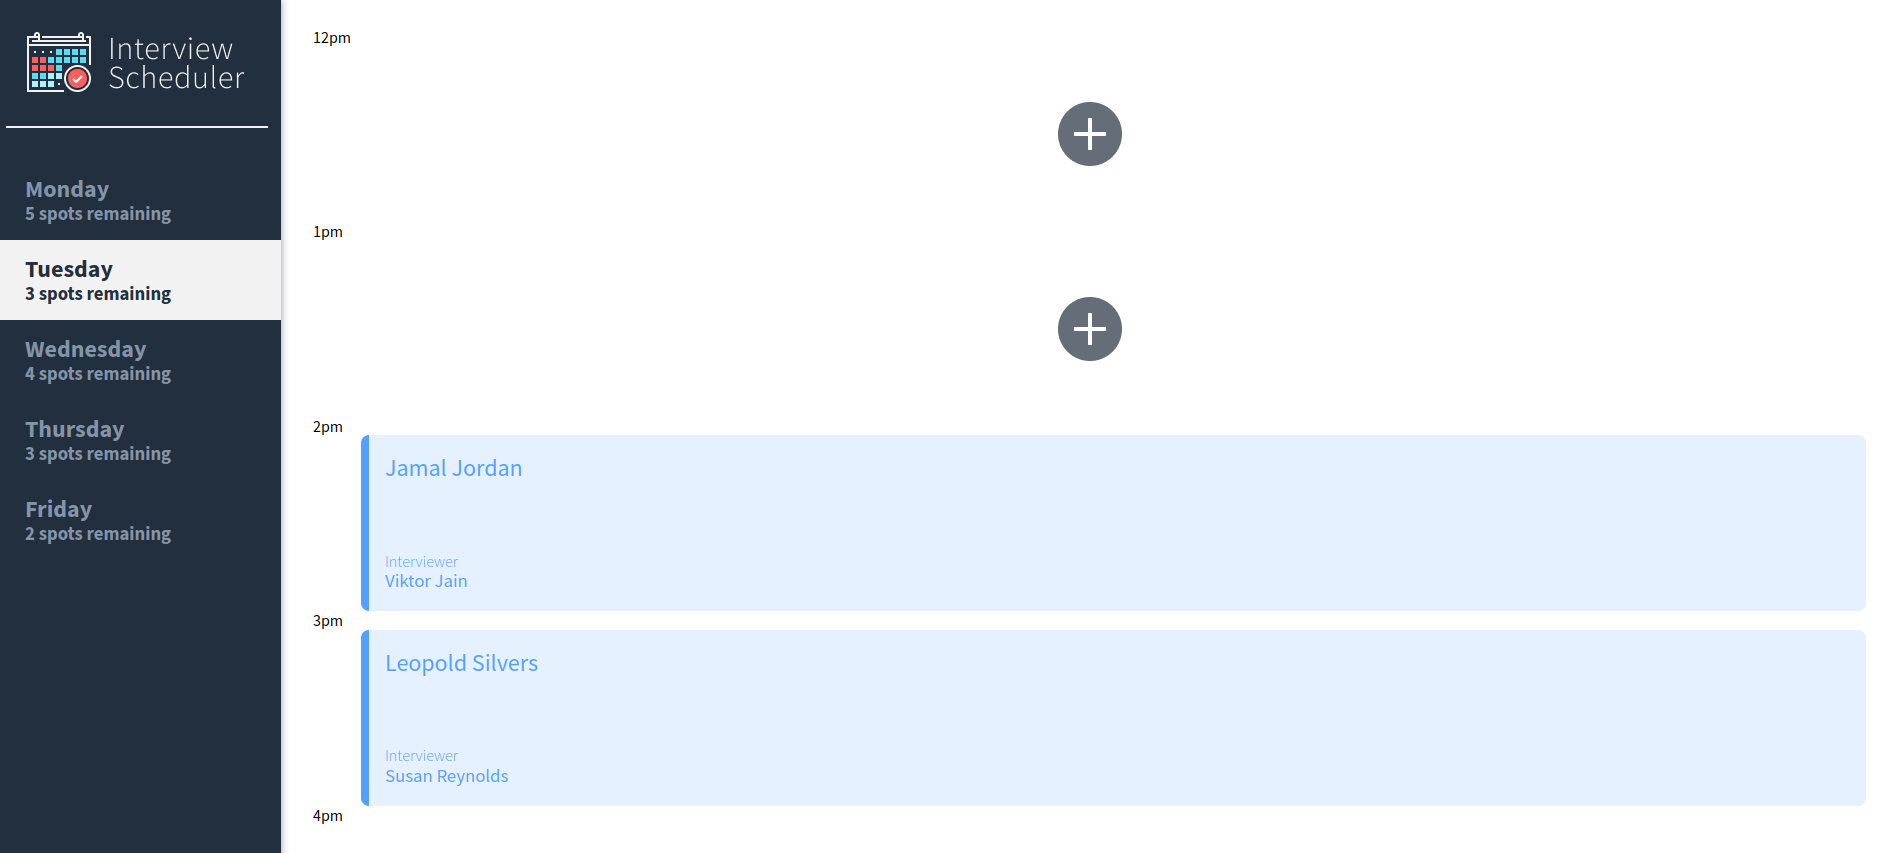 Interview
Scheduler
Monday
5 spots remaining
Tuesday
3 spots remaining
Wednesday
4 spots remaining
Thursday
3 spots remaining
Friday
2 spots remaining
12pm
1pm
2pm
Jamal Jordan
Interviewer
Viktor Jain
3pm
Leopold Silvers
Interviewer
Susan Reynolds
4pm